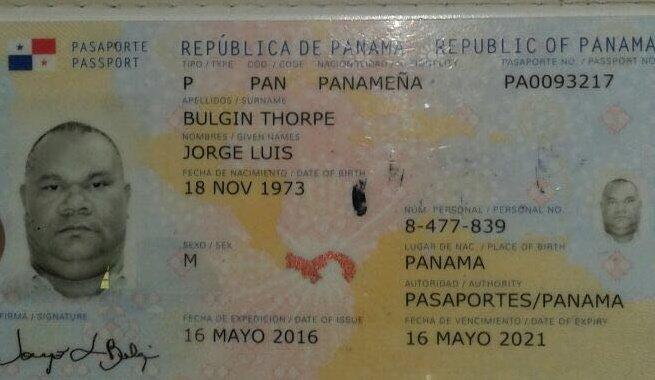 PASAPORTE
PASSPORT
REPÚBLICA DE PANAMA REPUBLIC OF PANAMA
TIPO / TYPE COD / CODE PASAPORTE NO. / PASSPORT NO
P PAN PANAMEÑA PA0093217
APELLIDOS / SURNAME
BULGIN THORPE
NOMBRES / GIVEN NAMES
JORGE LUIS
FECHA DE NACIMIENTO / DATE OF BIRTH
18 NOV 1973
NUM. PERSONAL / PERSONAL NO.
8-477-839
SEXO / SEX
M
LUGAR DE NAC. / PLACE OF BIRTH
PANAMA
AUTORIDAD / AUTHORITY
PASAPORTES/PANAMA
FIRMA / SIGNATURE
FECHA DE EXPEDICION / DATE OF ISSUE
16 MAYO 2016
FECHA DE VENCIMIENTO / DATE OF EXPIRY
16 MAYO 2021